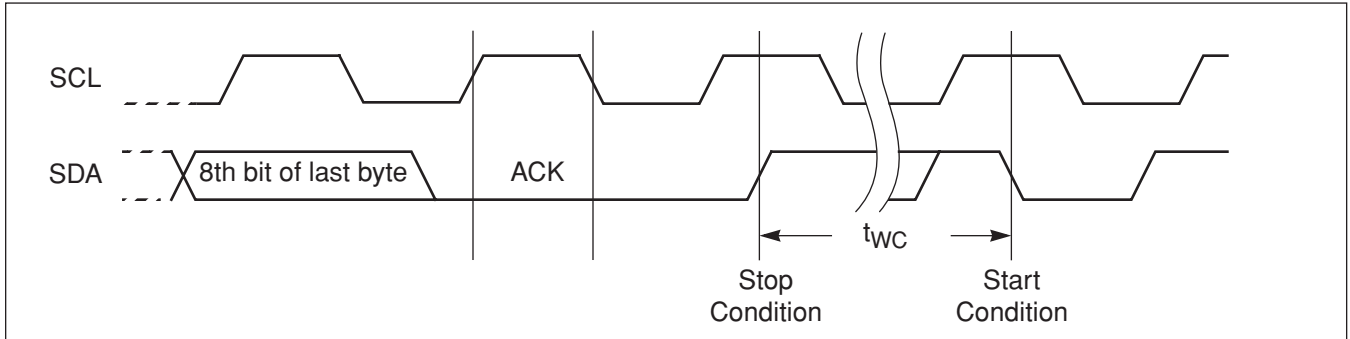 SCL
SDA
8th bit of last byte
ACK
tWC
Stop
Condition
Start
Condition